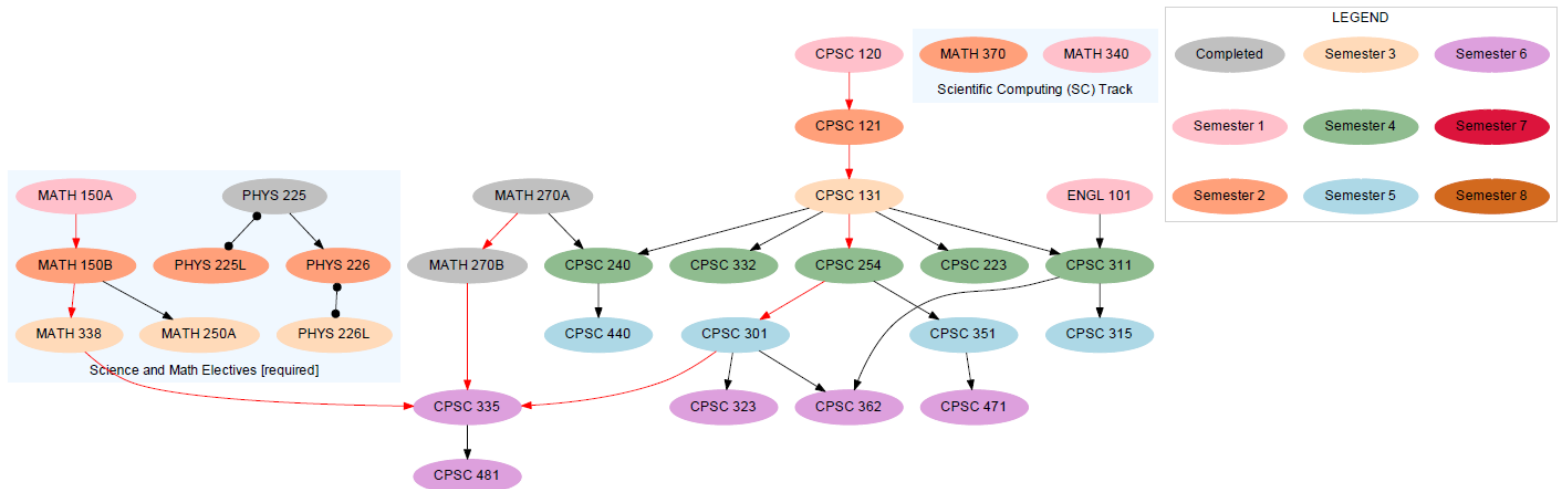 LEGEND
CPSC 120
MATH 370
MATH 340
Completed
Semester 3
Semester 6
Scientific Computing (SC) Track
CPSC 121
Semester 1
Semester 4
Semester 7
MATH 150A
PHYS 225
MATH 270A
CPSC 131
ENGL 101
Semester 2
Semester 5
Semester 8
MATH 150B
PHYS 225L
PHYS 226
MATH 270B
CPSC 240
CPSC 332
CPSC 254
CPSC 223
CPSC 311
MATH 338
MATH 250A
PHYS 226L
CPSC 440
CPSC 301
CPSC 351
CPSC 315
Science and Math Electives [required]
CPSC 335
CPSC 323
CPSC 362
CPSC 471
CPSC 481